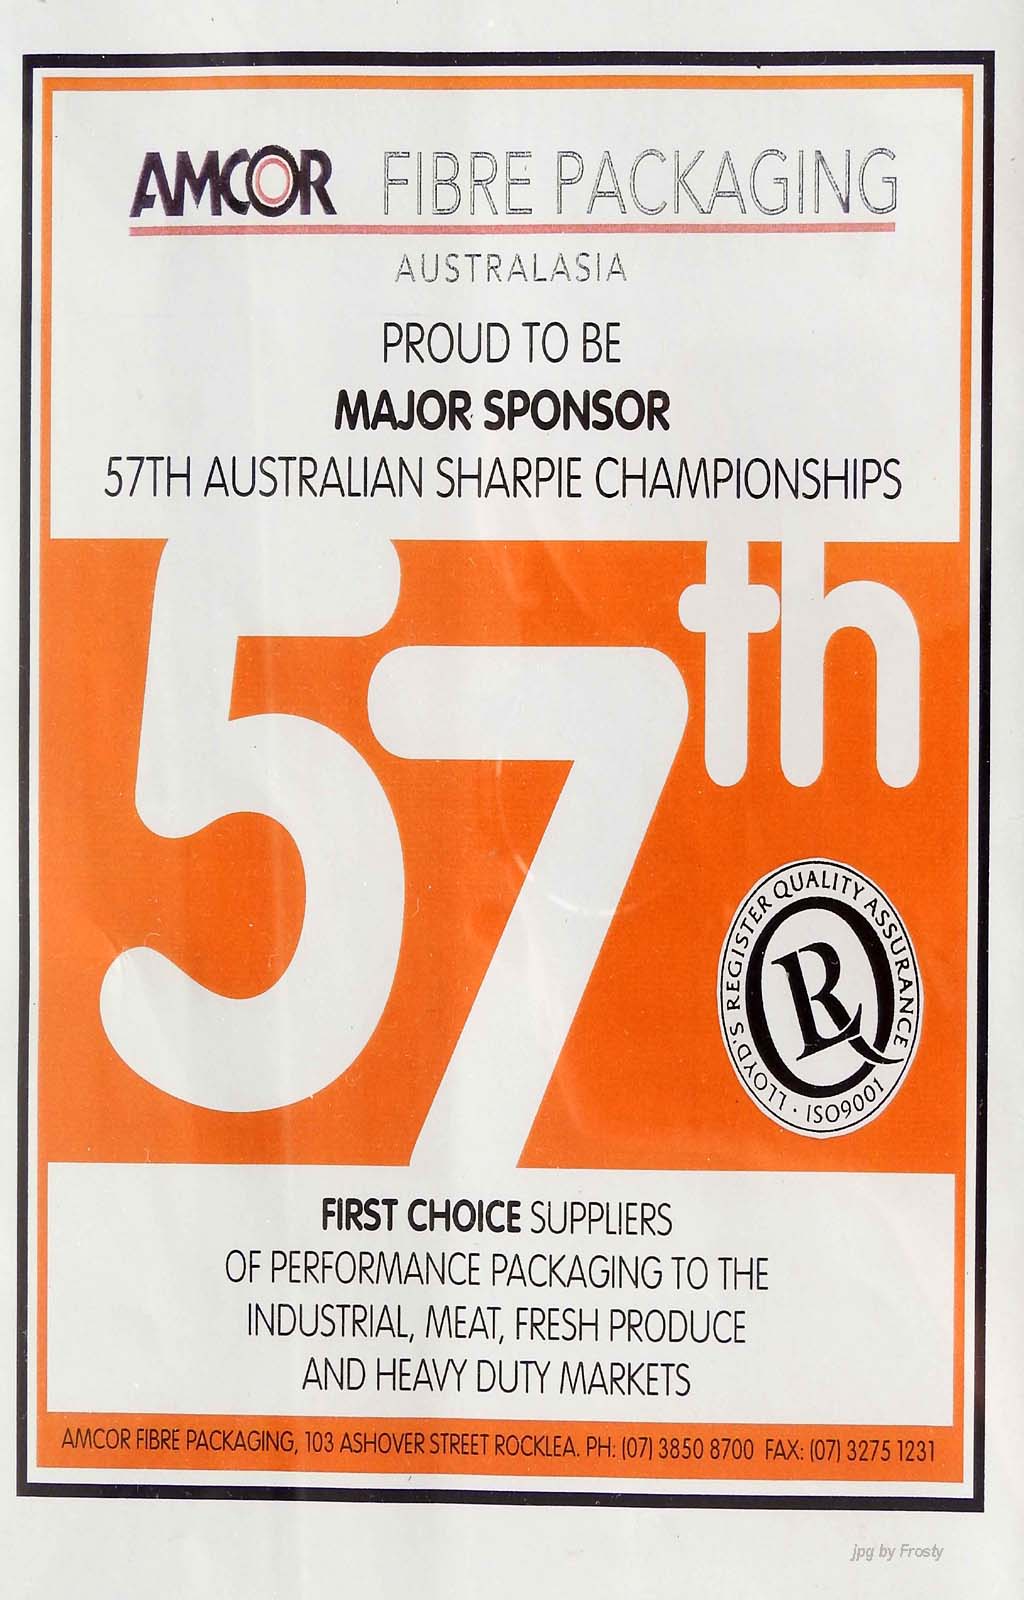 AMCOR FIBRE PACKAGING
AUSTRALASIA
PROUD TO BE
MAJOR SPONSOR
57TH AUSTRALIAN SHARPIE CHAMPIONSHIPS
57th
LLOYD'S REGISTER QUALITY ASSURANCE
· ISO9001 ·
LRQ
FIRST CHOICE SUPPLIERS
OF PERFORMANCE PACKAGING TO THE
INDUSTRIAL, MEAT, FRESH PRODUCE
AND HEAVY DUTY MARKETS
AMCOR FIBRE PACKAGING, 103 ASHOVER STREET ROCKLEA. PH: (07) 3850 8700 FAX: (07) 3275 1231
jpg by Frosty